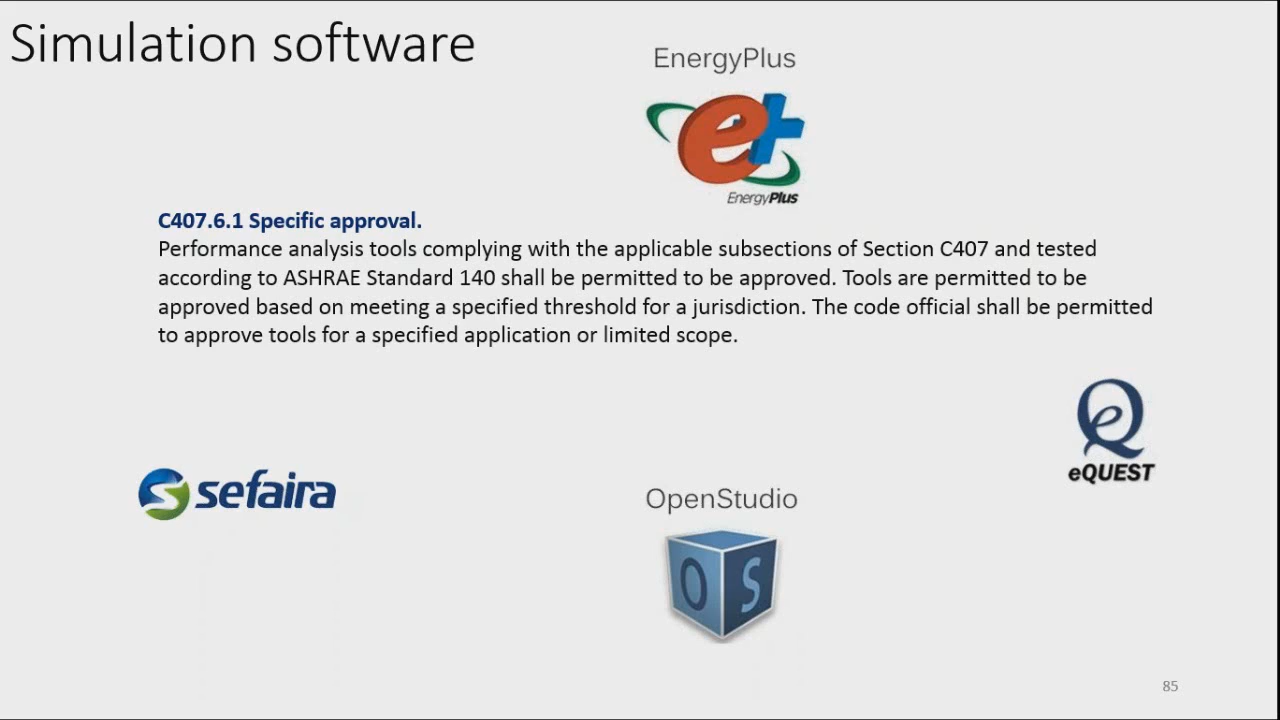 Simulation software
EnergyPlus
e+
EnergyPlus
C407.6.1 Specific approval.
Performance analysis tools complying with the applicable subsections of Section C407 and tested
according to ASHRAE Standard 140 shall be permitted to be approved. Tools are permitted to be
approved based on meeting a specified threshold for a jurisdiction. The code official shall be permitted
to approve tools for a specified application or limited scope.
eQ
eQUEST
sefaira
OpenStudio
O S
85